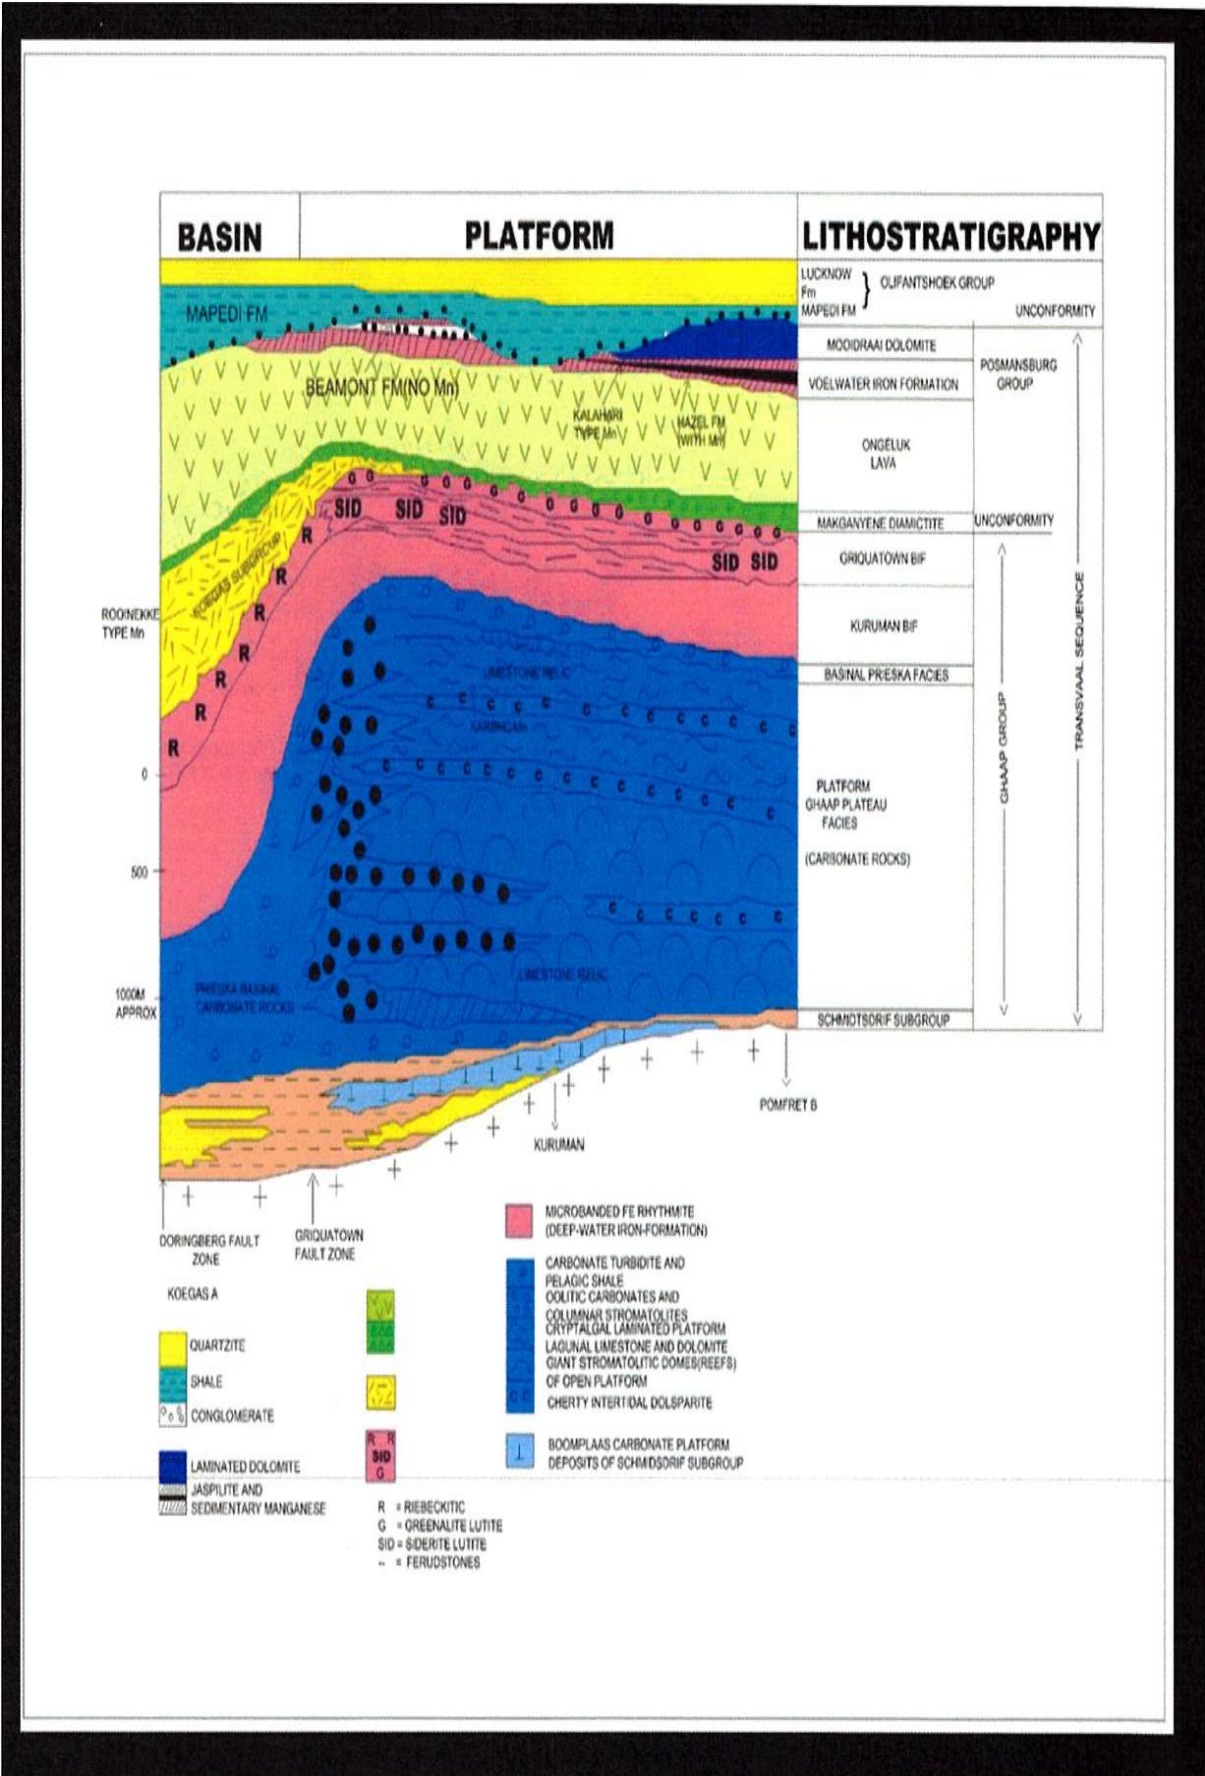 BASIN
PLATFORM
LITHOSTRATIGRAPHY
LUCKNOW
Fm
MAPEDI FM
OLIFANTSHOEK GROUP
UNCONFORMITY
MAPEDI FM
MOOIDRAAI DOLOMITE
POSMANSBURG
GROUP
VOELWATER IRON FORMATION
BEAMONT FM(NO Mn)
KALAHARI
TYPE Mn
HAZEL FM
(WITH Mn)
ONGELUK
LAVA
G G G G G G G G G G G G G G G
MAKGANYENE DIAMICTITE
UNCONFORMITY
SID SID SID
SID SID
GRIQUATOWN BIF
KOEGAS SUBGROUP
R
R
R
R
R
R
R
ROOINEKKE
TYPE Mn
KURUMAN BIF
LIMESTONE RELIC
BASINAL PRIESKA FACIES
C C C C C C C C C C C
C C C C C C C C C C C C C
0
PLATFORM
GHAAP PLATEAU
FACIES
(CARBONATE ROCKS)
GHAAP GROUP
TRANSVAAL SEQUENCE
500
C C C C C C C
LIMESTONE RELIC
PRIESKA BASINAL
CARBONATE ROCKS
1000M
APPROX
SCHMIDTSDRIF SUBGROUP
POMFRET B
KURUMAN
DORINGBERG FAULT
ZONE
GRIQUATOWN
FAULT ZONE
KOEGAS A
QUARTZITE
SHALE
CONGLOMERATE
LAMINATED DOLOMITE
JASPILITE AND
SEDIMENTARY MANGANESE
R R
SID
G
R = RIEBECKITIC
G = GREENALITE LUTITE
SID = SIDERITE LUTITE
-- = FERUDSTONES
MICROBANDED FE RHYTHMITE
(DEEP-WATER IRON-FORMATION)
CARBONATE TURBIDITE AND
PELAGIC SHALE
OOLITIC CARBONATES AND
COLUMNAR STROMATOLITES
CRYPTALGAL LAMINATED PLATFORM
LAGUNAL LIMESTONE AND DOLOMITE
GIANT STROMATOLITIC DOMES(REEFS)
OF OPEN PLATFORM
CHERTY INTERTIDAL DOLSPARITE
BOOMPLAAS CARBONATE PLATFORM
DEPOSITS OF SCHMIDSDRIF SUBGROUP